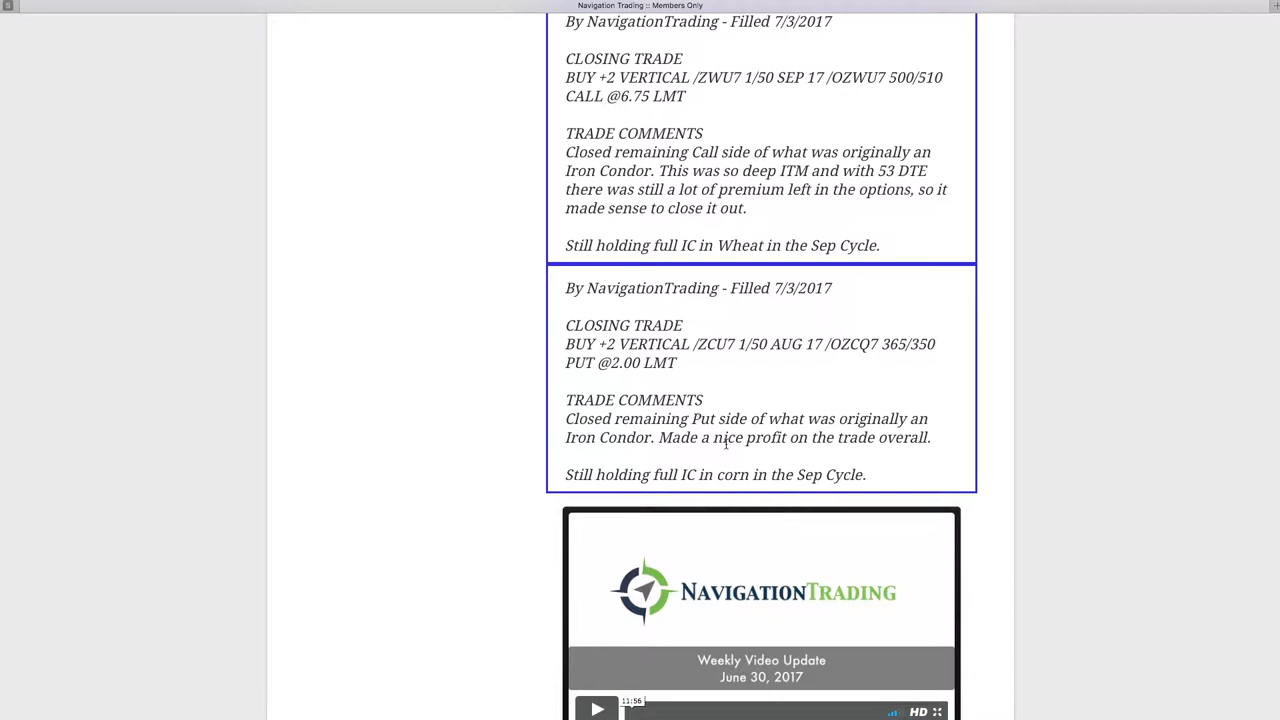 Navigation Trading :: Members Only
S
By NavigationTrading - Filled 7/3/2017
CLOSING TRADE
BUY +2 VERTICAL /ZWU7 1/50 SEP 17 /OZWU7 500/510
CALL @6.75 LMT
TRADE COMMENTS
Closed remaining Call side of what was originally an
Iron Condor. This was so deep ITM and with 53 DTE
there was still a lot of premium left in the options, so it
made sense to close it out.
Still holding full IC in Wheat in the Sep Cycle.
By NavigationTrading - Filled 7/3/2017
CLOSING TRADE
BUY +2 VERTICAL /ZCU7 1/50 AUG 17 /OZCQ7 365/350
PUT @2.00 LMT
TRADE COMMENTS
Closed remaining Put side of what was originally an
Iron Condor. Made a nice profit on the trade overall.
Still holding full IC in corn in the Sep Cycle.
NAVIGATIONTRADING
Weekly Video Update
June 30, 2017
11:56
HD